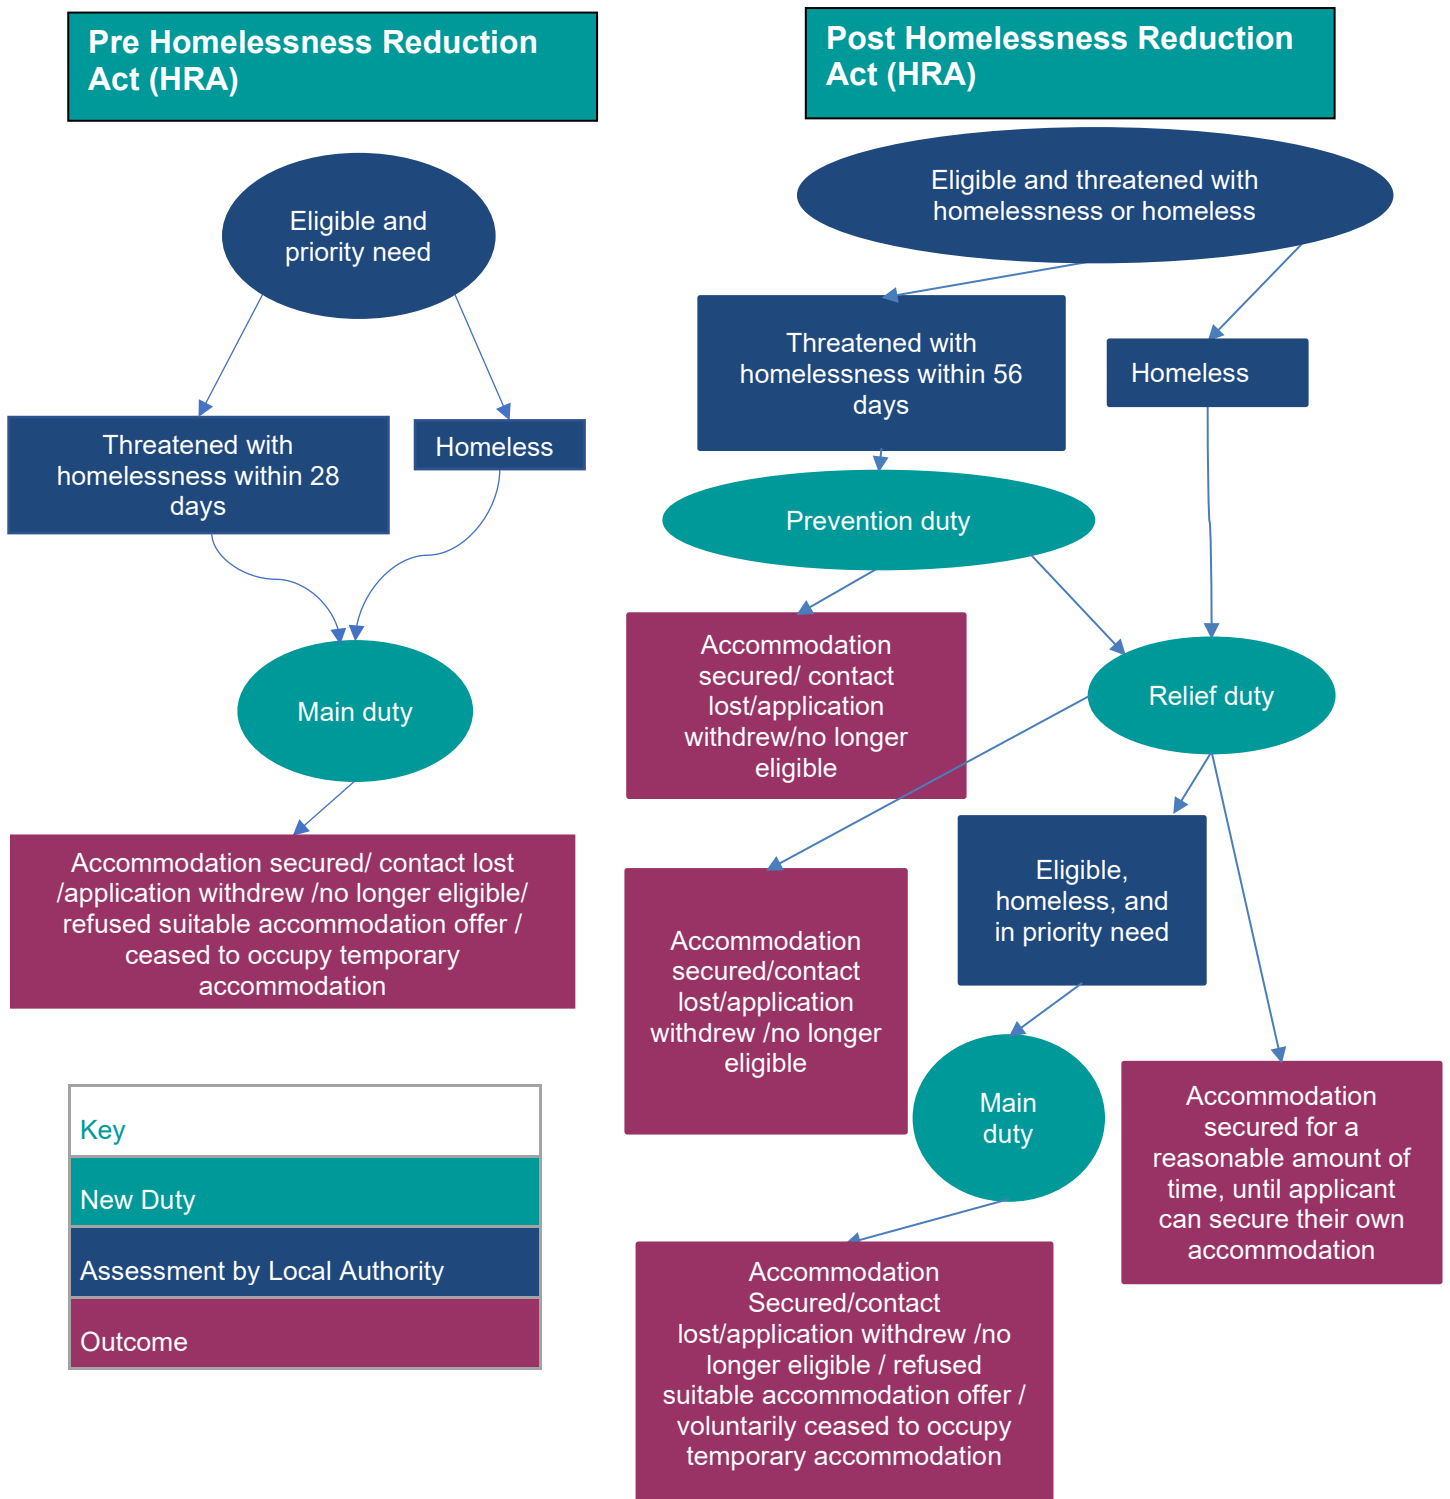 Pre Homelessness Reduction
Act (HRA)
Eligible and
priority need
Threatened with
homelessness within 28
days
Homeless
Main duty
Accommodation secured/ contact lost
/application withdrew /no longer eligible/
refused suitable accommodation offer /
ceased to occupy temporary
accommodation
Key
New Duty
Assessment by Local Authority
Outcome
Post Homelessness Reduction
Act (HRA)
Eligible and threatened with
homelessness or homeless
Threatened with
homelessness within 56
days
Homeless
Prevention duty
Accommodation
secured/ contact
lost/application
withdrew/no longer
eligible
Relief duty
Accommodation
secured/contact
lost/application
withdrew /no longer
eligible
Eligible,
homeless, and
in priority need
Main
duty
Accommodation
secured for a
reasonable amount of
time, until applicant
can secure their own
accommodation
Accommodation
Secured/contact
lost/application withdrew /no
longer eligible / refused
suitable accommodation offer /
voluntarily ceased to occupy
temporary accommodation